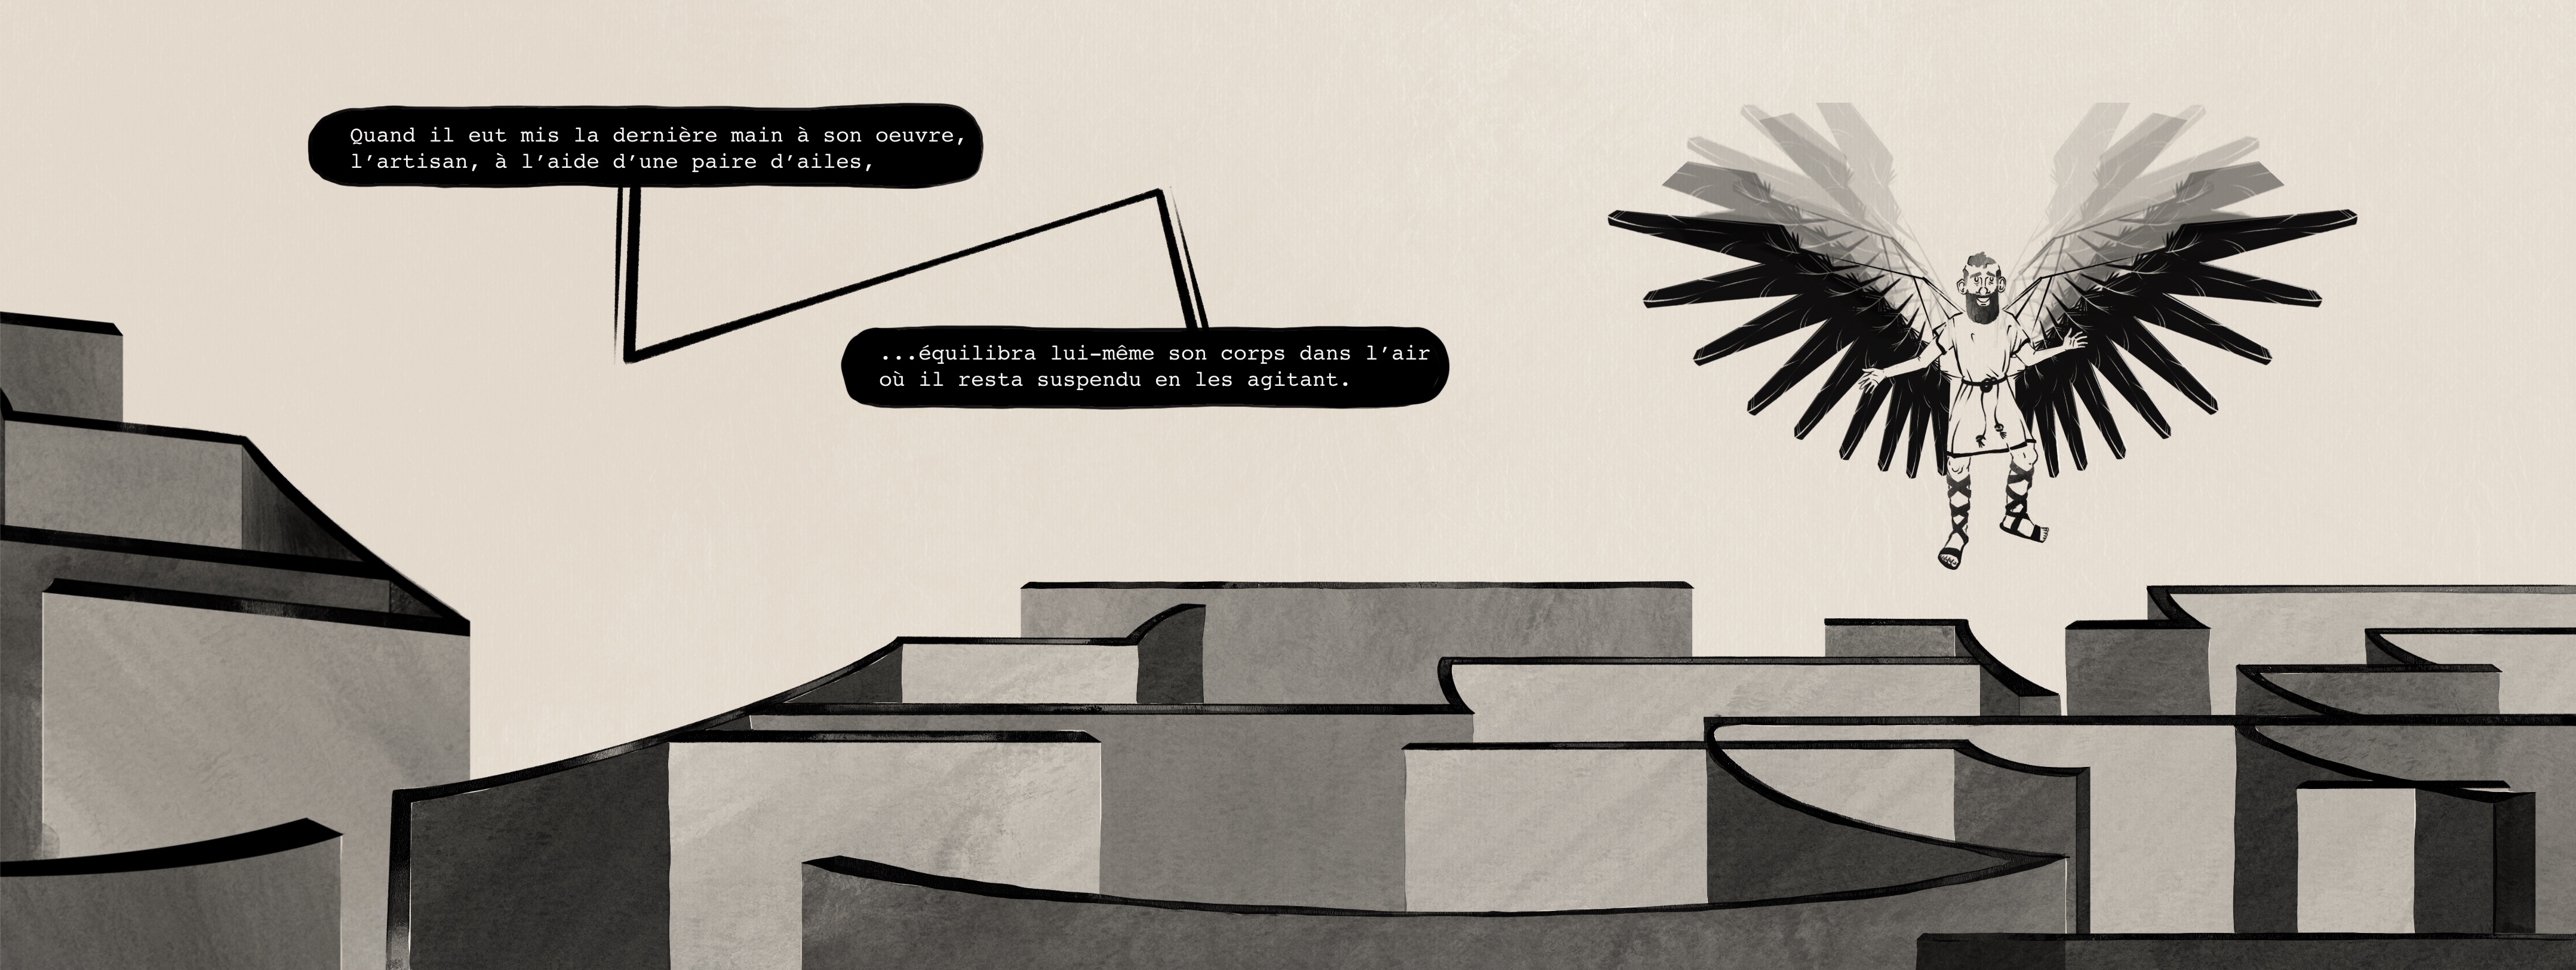 Quand il eut mis la dernière main à son oeuvre,
l’artisan, à l’aide d’une paire d’ailes,
...équilibra lui-même son corps dans l’air
où il resta suspendu en les agitant.